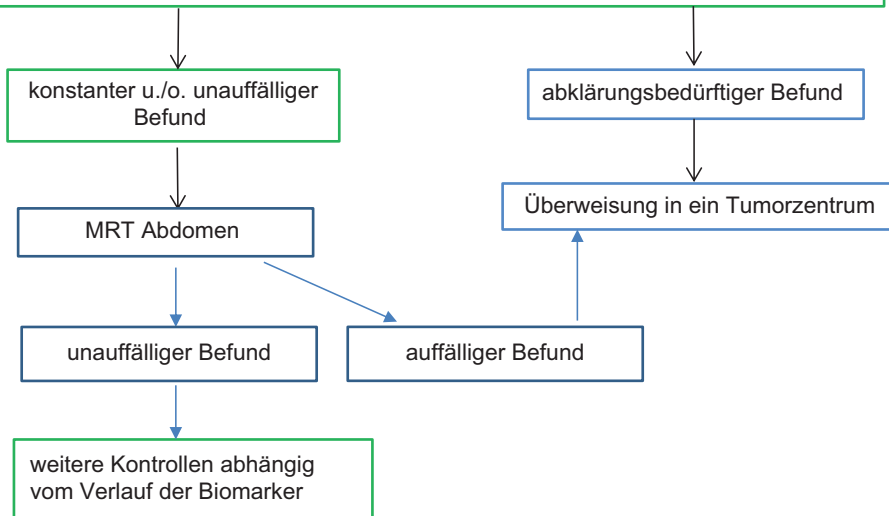 konstanter u./o. unauffälliger
Befund
abklärungsbedürftiger Befund
Überweisung in ein Tumorzentrum
MRT Abdomen
unauffälliger Befund
auffälliger Befund
weitere Kontrollen abhängig
vom Verlauf der Biomarker